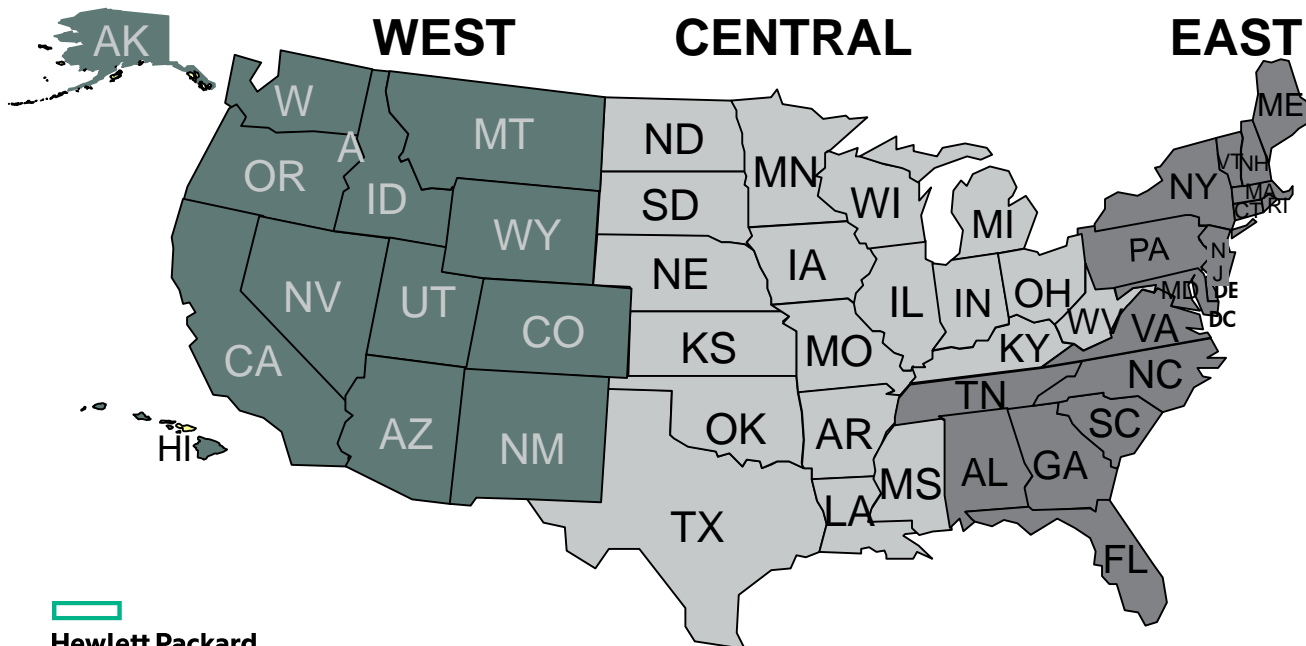 WEST CENTRAL EAST
AK
W
A
MT
ND
MN
ME
VT
NH
OR
ID
SD
WI
MI
NY
MA
CT
RI
WY
NE
IA
PA
N
J
NV
UT
CO
IL
IN
OH
MD
DE
DC
CA
KS
MO
KY
WV
VA
AZ
NM
OK
AR
TN
NC
SC
HI
TX
LA
MS
AL
GA
FL
Hewlett Packard